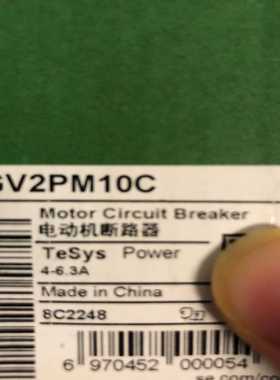 GV2PM10C
Motor Circuit Breaker
电动机断路器
TeSys Power
4-6.3A
Made in China
8C2248
6 970452 000054